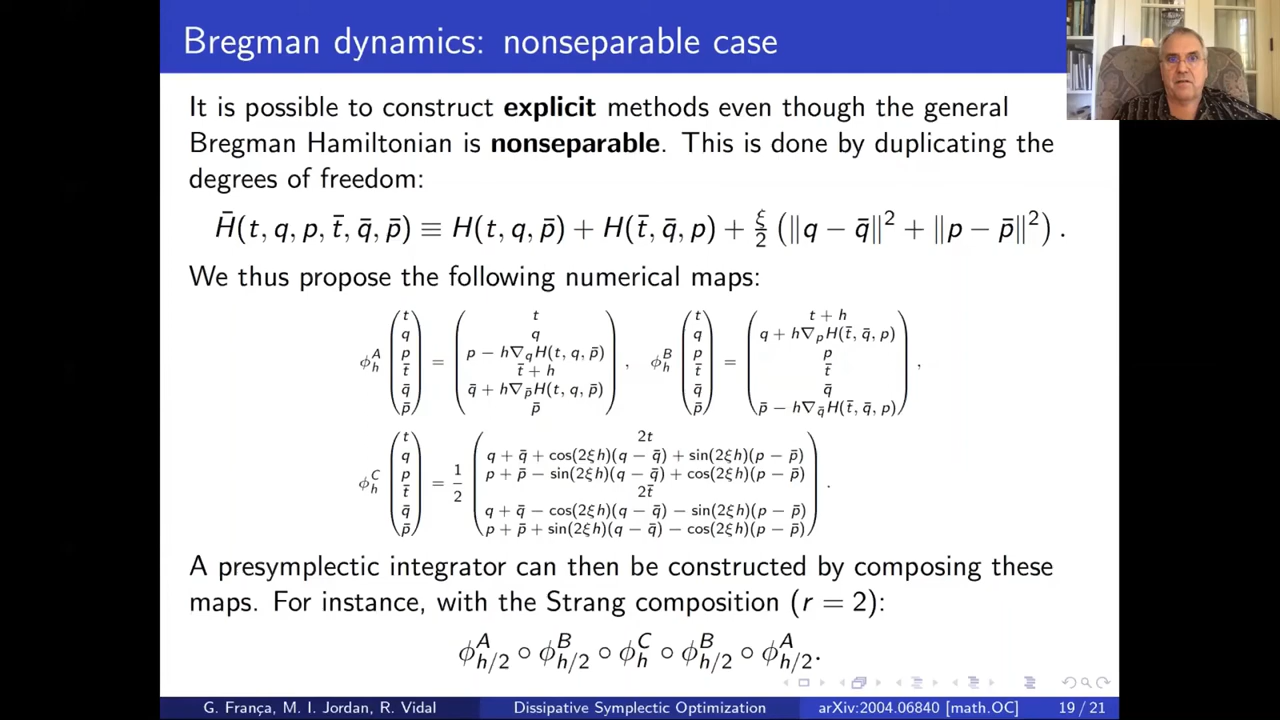 Bregman dynamics: nonseparable case
It is possible to construct explicit methods even though the general
Bregman Hamiltonian is nonseparable. This is done by duplicating the
degrees of freedom:
H̄(t, q, p, t̄, q̄, p̄) ≡ H(t, q, p̄) + H(t̄, q̄, p) + ξ/2 (‖q − q̄‖² + ‖p − p̄‖²).
We thus propose the following numerical maps:
φ_h^A (t q p t̄ q̄ p̄) = (t, q, p − h∇_q H(t, q, p̄), t̄ + h, q̄ + h∇_p̄ H(t, q, p̄), p̄), φ_h^B (t q p t̄ q̄ p̄) = (t + h, q + h∇_p H(t̄, q̄, p), p, t̄, q̄, p̄ − h∇_q̄ H(t̄, q̄, p)),
φ_h^C (t q p t̄ q̄ p̄) = 1/2 (2t, q + q̄ + cos(2ξh)(q − q̄) + sin(2ξh)(p − p̄), p + p̄ − sin(2ξh)(q − q̄) + cos(2ξh)(p − p̄), 2t̄, q + q̄ − cos(2ξh)(q − q̄) − sin(2ξh)(p − p̄), p + p̄ + sin(2ξh)(q − q̄) − cos(2ξh)(p − p̄)).
A presymplectic integrator can then be constructed by composing these
maps. For instance, with the Strang composition (r = 2):
φ_{h/2}^A ∘ φ_{h/2}^B ∘ φ_h^C ∘ φ_{h/2}^B ∘ φ_{h/2}^A.
G. França, M. I. Jordan, R. Vidal Dissipative Symplectic Optimization arXiv:2004.06840 [math.OC] 19 / 21